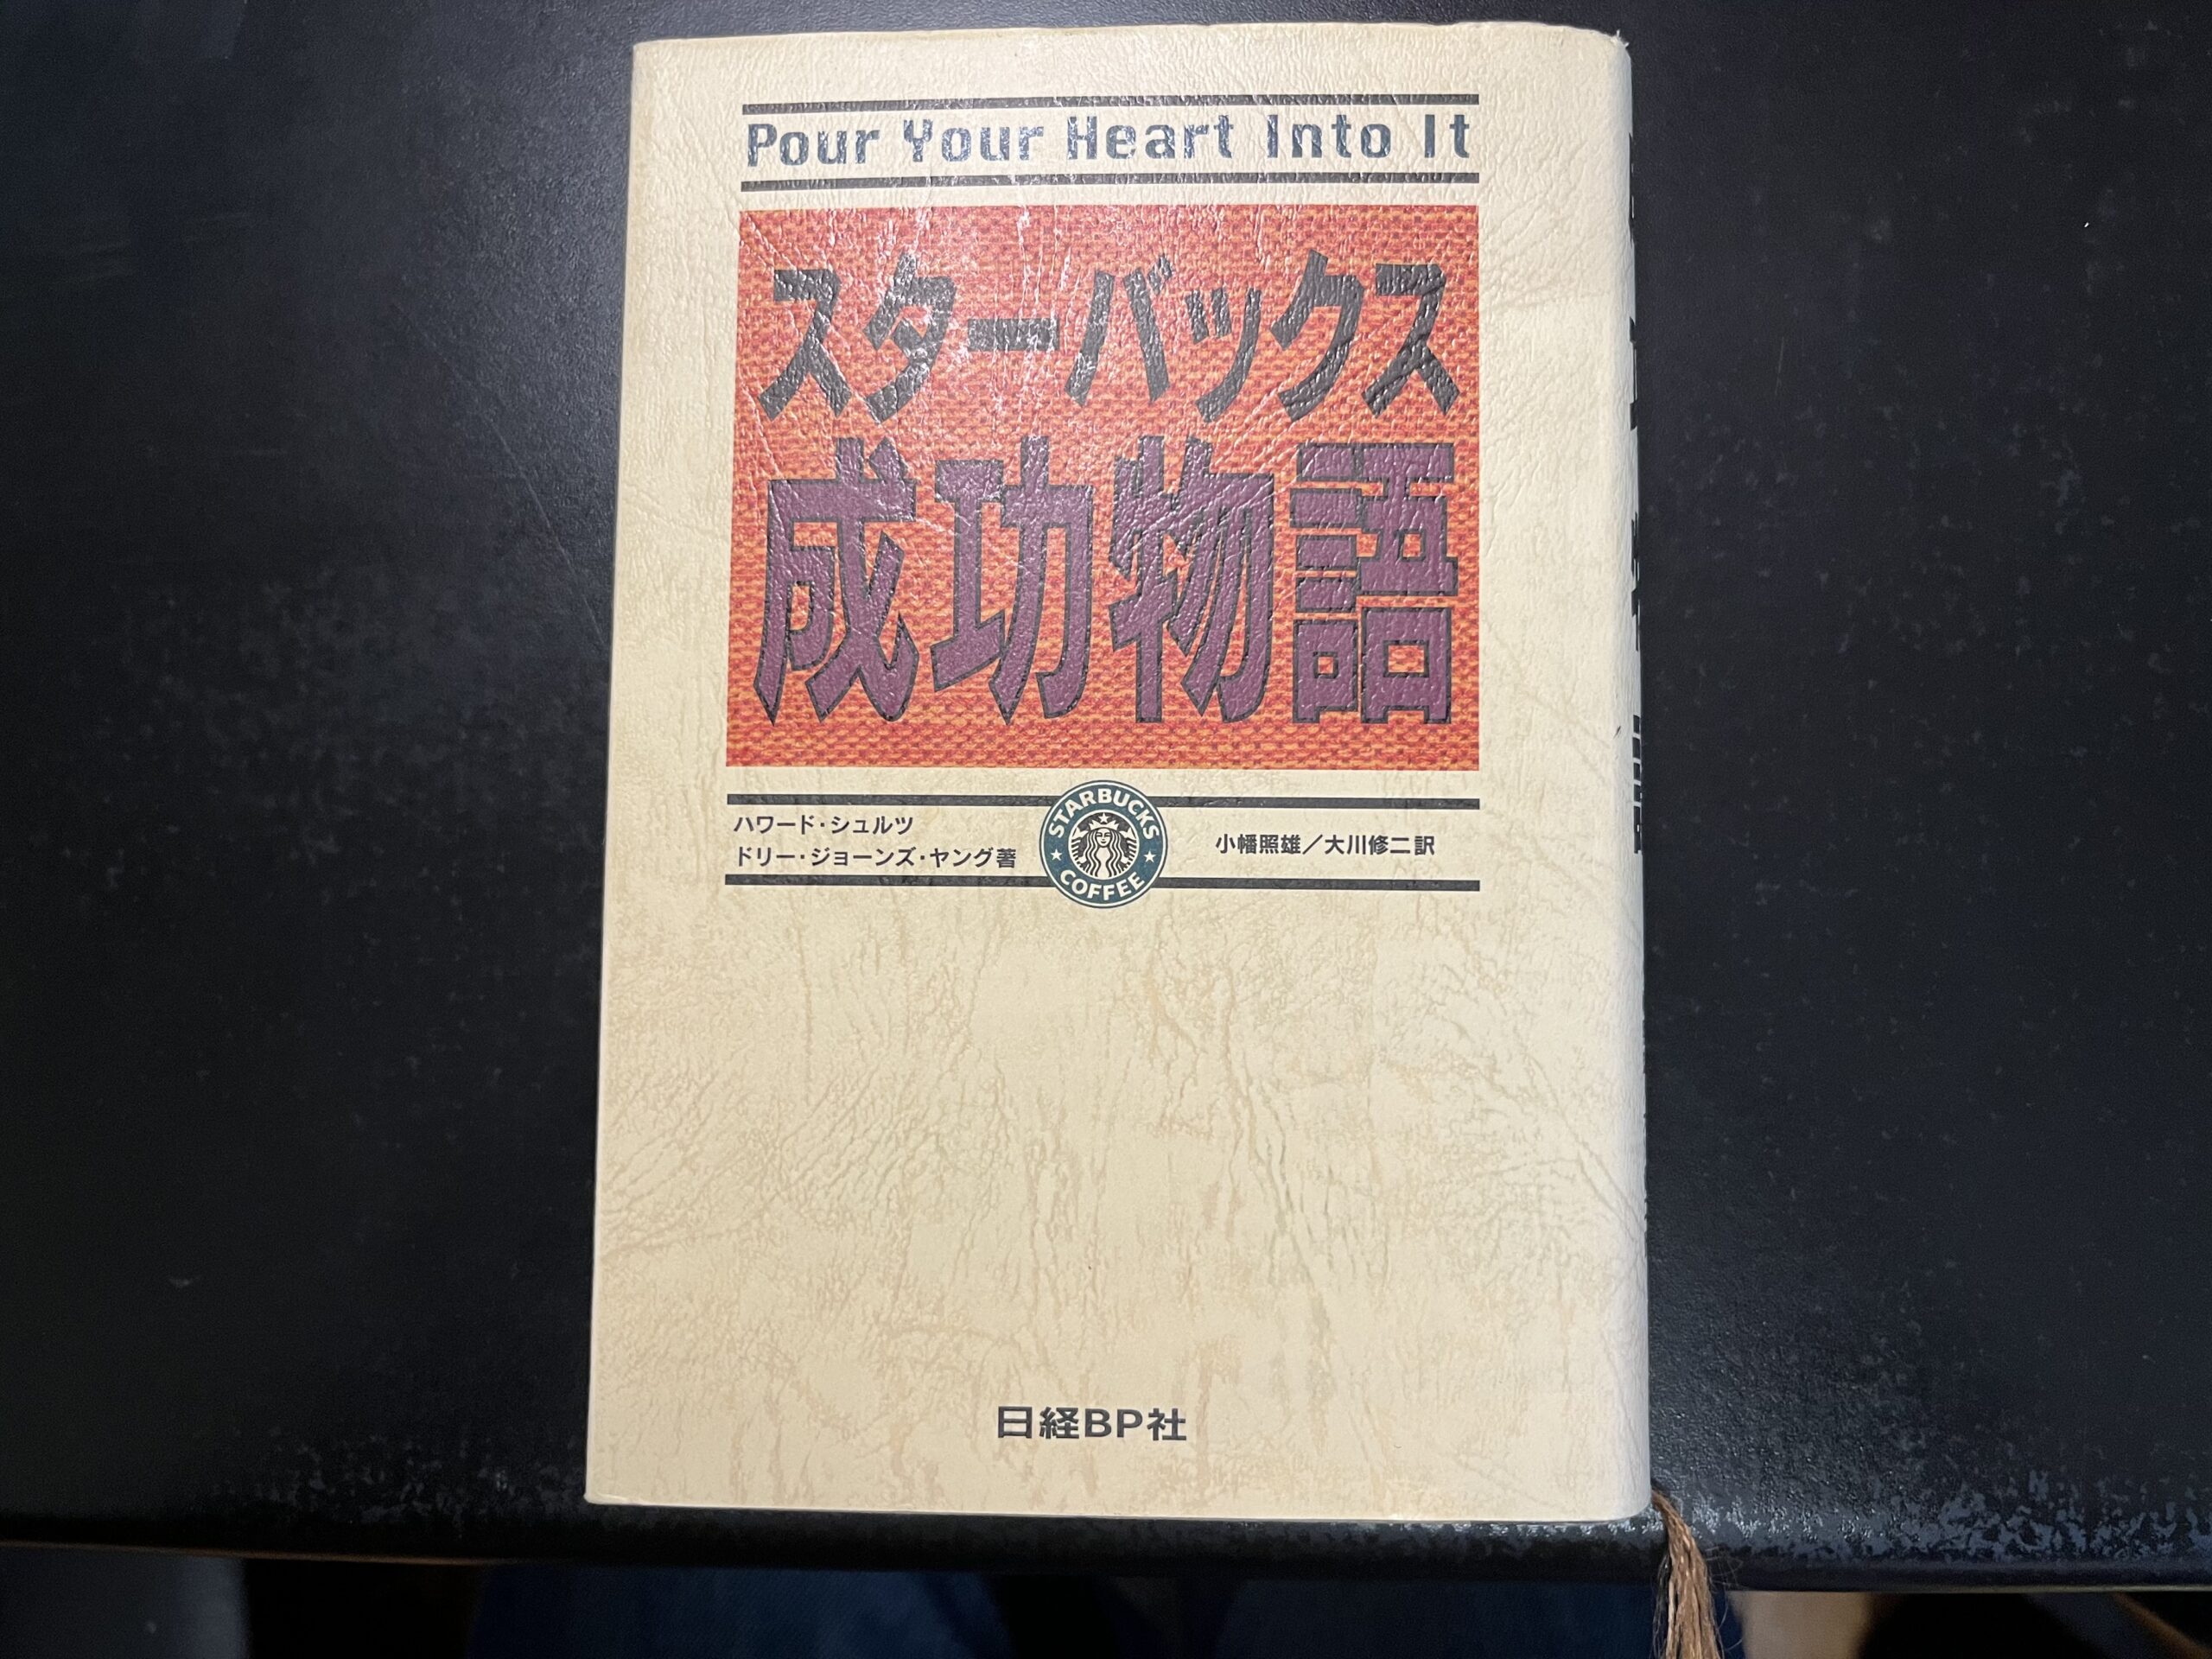 Pour Your Heart Into It
スターバックス
成功物語
ハワード・シュルツ
ドリー・ジョーンズ・ヤング著
STARBUCKS
COFFEE
小幡照雄／大川修二訳
日経BP社